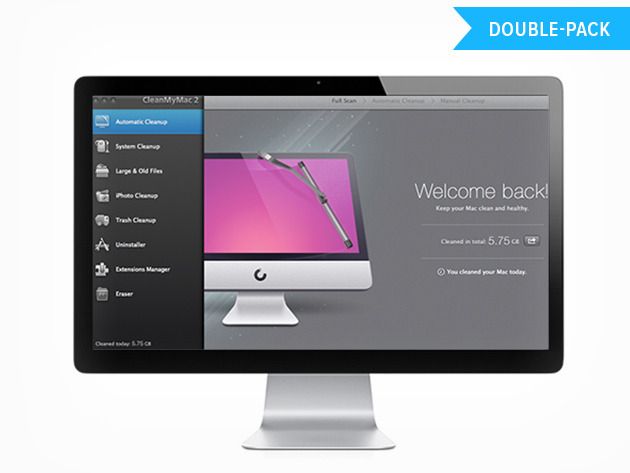 DOUBLE-PACK
CleanMyMac 2
Full Scan
Automatic Cleanup
Manual Cleanup
Automatic Cleanup
System Cleanup
Large & Old Files
iPhoto Cleanup
Trash Cleanup
Uninstaller
Extensions Manager
Eraser
Cleaned today: 5.75 GB
Welcome back!
Keep your Mac clean and healthy.
Cleaned in total: 5.75 GB
You cleaned your Mac today.